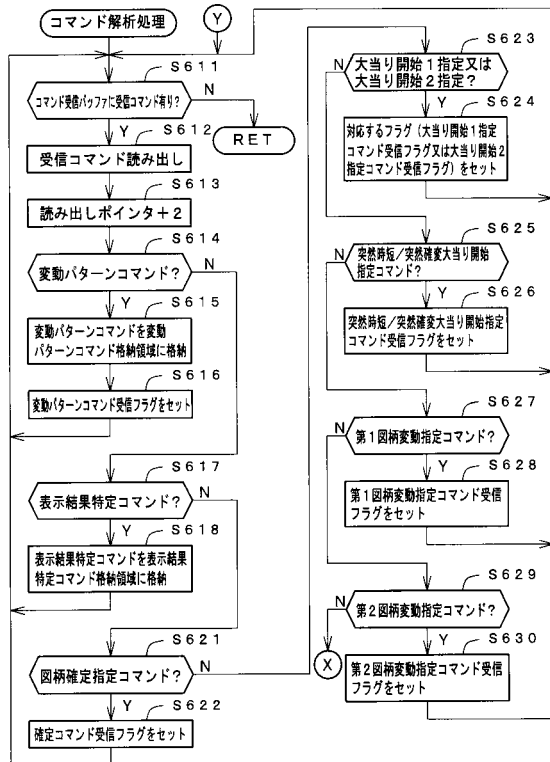 コマンド解析処理
Y
S611
コマンド受信バッファに受信コマンド有り?
N
RET
Y
S612
受信コマンド読み出し
S613
読み出しポインタ+2
S614
変動パターンコマンド?
N
Y
S615
変動パターンコマンドを変動
パターンコマンド格納領域に格納
S616
変動パターンコマンド受信フラグをセット
S617
表示結果特定コマンド?
N
Y
S618
表示結果特定コマンドを表示結果
特定コマンド格納領域に格納
S621
図柄確定指定コマンド?
N
Y
S622
確定コマンド受信フラグをセット
S623
N
大当り開始1指定又は
大当り開始2指定?
Y
S624
対応するフラグ(大当り開始1指定
コマンド受信フラグ又は大当り開始2
指定コマンド受信フラグ)をセット
S625
N
突然時短/突然確変大当り開始
指定コマンド?
Y
S626
突然時短/突然確変大当り開始指定
コマンド受信フラグをセット
S627
N
第1図柄変動指定コマンド?
Y
S628
第1図柄変動指定コマンド受信
フラグをセット
S629
N
第2図柄変動指定コマンド?
X
Y
S630
第2図柄変動指定コマンド受信
フラグをセット